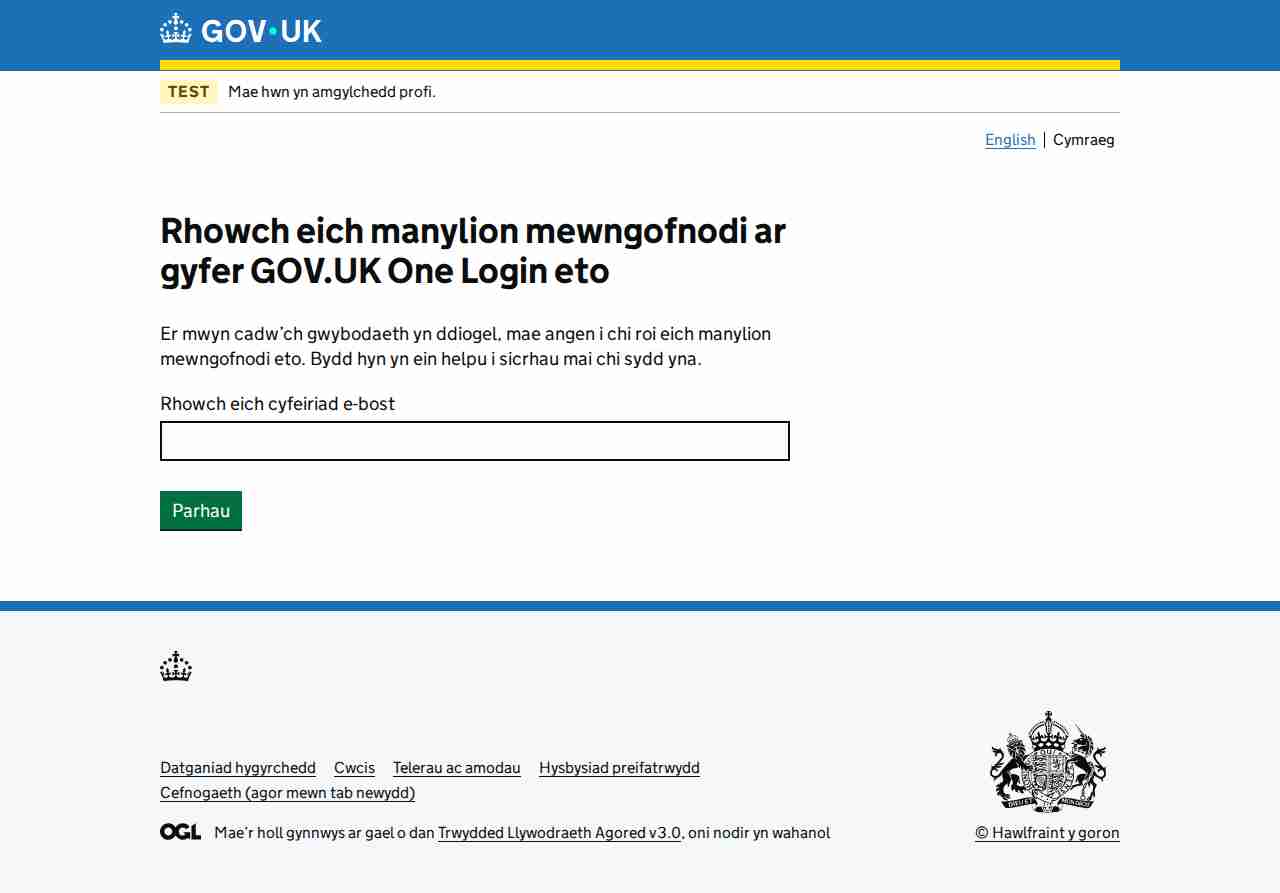 GOV·UK
TEST Mae hwn yn amgylchedd profi.
English | Cymraeg
Rhowch eich manylion mewngofnodi ar
gyfer GOV.UK One Login eto
Er mwyn cadw’ch gwybodaeth yn ddiogel, mae angen i chi roi eich manylion
mewngofnodi eto. Bydd hyn yn ein helpu i sicrhau mai chi sydd yna.
Rhowch eich cyfeiriad e-bost
Parhau
Datganiad hygyrchedd Cwcis Telerau ac amodau Hysbysiad preifatrwydd
Cefnogaeth (agor mewn tab newydd)
OGL Mae’r holl gynnwys ar gael o dan Trwydded Llywodraeth Agored v3.0, oni nodir yn wahanol
© Hawlfraint y goron